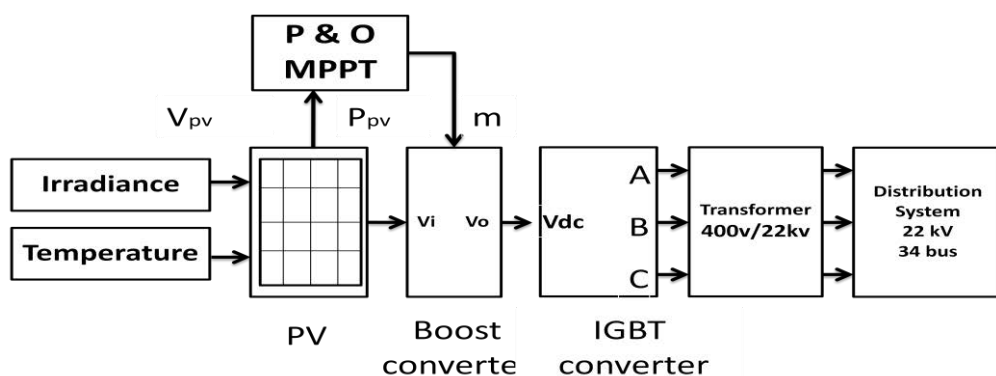 P & O
MPPT
Vpv
Ppv
m
Irradiance
Temperature
Vi
Vo
Vdc
A
B
C
Transformer
400v/22kv
Distribution
System
22 kV
34 bus
PV
Boost
converte
IGBT
converter